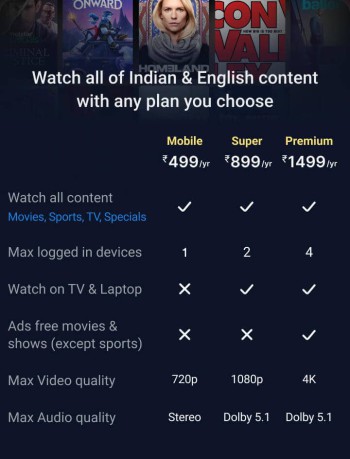 ONWARD
HOMELAND
Watch all of Indian & English content
with any plan you choose
Mobile Super Premium
₹499/yr ₹899/yr ₹1499/yr
Watch all content
Movies, Sports, TV, Specials
Max logged in devices 1 2 4
Watch on TV & Laptop
Ads free movies &
shows (except sports)
Max Video quality 720p 1080p 4K
Max Audio quality Stereo Dolby 5.1 Dolby 5.1